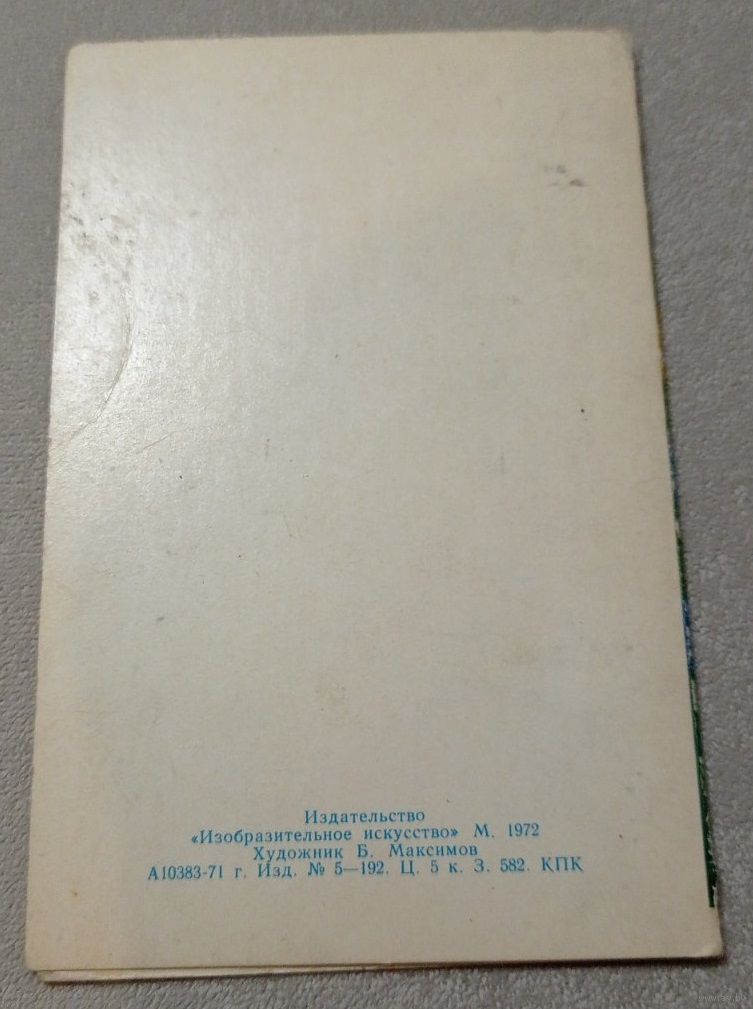 Издательство
«Изобразительное искусство» М. 1972
Художник Б. Максимов
А10383-71 г. Изд. № 5—192. Ц. 5 к. З. 582. КПК